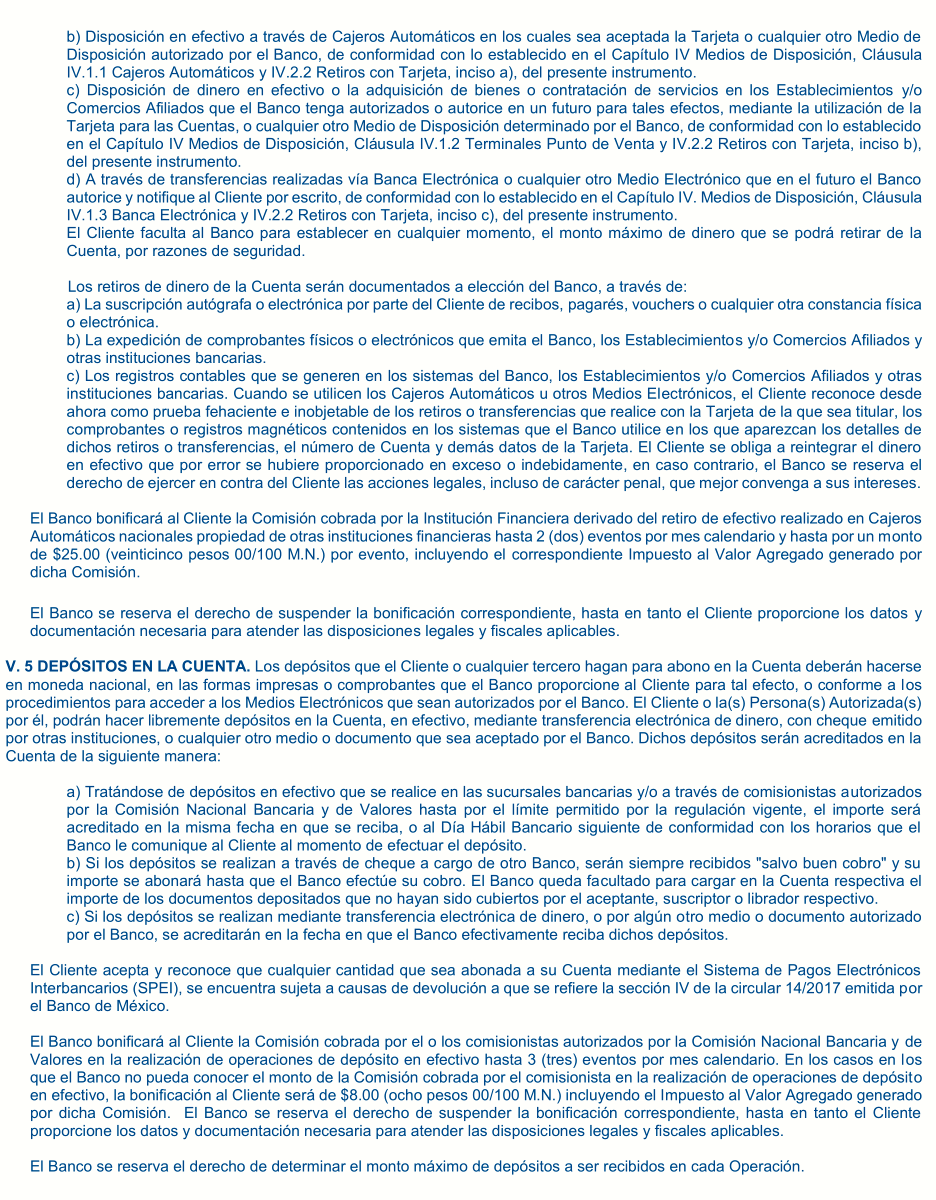 b) Disposición en efectivo a través de Cajeros Automáticos en los cuales sea aceptada la Tarjeta o cualquier otro Medio de
Disposición autorizado por el Banco, de conformidad con lo establecido en el Capítulo IV Medios de Disposición, Cláusula
IV.1.1 Cajeros Automáticos y IV.2.2 Retiros con Tarjeta, inciso a), del presente instrumento.
c) Disposición de dinero en efectivo o la adquisición de bienes o contratación de servicios en los Establecimientos y/o
Comercios Afiliados que el Banco tenga autorizados o autorice en un futuro para tales efectos, mediante la utilización de la
Tarjeta para las Cuentas, o cualquier otro Medio de Disposición determinado por el Banco, de conformidad con lo establecido
en el Capítulo IV Medios de Disposición, Cláusula IV.1.2 Terminales Punto de Venta y IV.2.2 Retiros con Tarjeta, inciso b),
del presente instrumento.
d) A través de transferencias realizadas vía Banca Electrónica o cualquier otro Medio Electrónico que en el futuro el Banco
autorice y notifique al Cliente por escrito, de conformidad con lo establecido en el Capítulo IV. Medios de Disposición, Cláusula
IV.1.3 Banca Electrónica y IV.2.2 Retiros con Tarjeta, inciso c), del presente instrumento.
El Cliente faculta al Banco para establecer en cualquier momento, el monto máximo de dinero que se podrá retirar de la
Cuenta, por razones de seguridad.
Los retiros de dinero de la Cuenta serán documentados a elección del Banco, a través de:
a) La suscripción autógrafa o electrónica por parte del Cliente de recibos, pagarés, vouchers o cualquier otra constancia física
o electrónica.
b) La expedición de comprobantes físicos o electrónicos que emita el Banco, los Establecimientos y/o Comercios Afiliados y
otras instituciones bancarias.
c) Los registros contables que se generen en los sistemas del Banco, los Establecimientos y/o Comercios Afiliados y otras
instituciones bancarias. Cuando se utilicen los Cajeros Automáticos u otros Medios Electrónicos, el Cliente reconoce desde
ahora como prueba fehaciente e inobjetable de los retiros o transferencias que realice con la Tarjeta de la que sea titular, los
comprobantes o registros magnéticos contenidos en los sistemas que el Banco utilice en los que aparezcan los detalles de
dichos retiros o transferencias, el número de Cuenta y demás datos de la Tarjeta. El Cliente se obliga a reintegrar el dinero
en efectivo que por error se hubiere proporcionado en exceso o indebidamente, en caso contrario, el Banco se reserva el
derecho de ejercer en contra del Cliente las acciones legales, incluso de carácter penal, que mejor convenga a sus intereses.
El Banco bonificará al Cliente la Comisión cobrada por la Institución Financiera derivado del retiro de efectivo realizado en Cajeros
Automáticos nacionales propiedad de otras instituciones financieras hasta 2 (dos) eventos por mes calendario y hasta por un monto
de $25.00 (veinticinco pesos 00/100 M.N.) por evento, incluyendo el correspondiente Impuesto al Valor Agregado generado por
dicha Comisión.
El Banco se reserva el derecho de suspender la bonificación correspondiente, hasta en tanto el Cliente proporcione los datos y
documentación necesaria para atender las disposiciones legales y fiscales aplicables.
V. 5 DEPÓSITOS EN LA CUENTA. Los depósitos que el Cliente o cualquier tercero hagan para abono en la Cuenta deberán hacerse
en moneda nacional, en las formas impresas o comprobantes que el Banco proporcione al Cliente para tal efecto, o conforme a los
procedimientos para acceder a los Medios Electrónicos que sean autorizados por el Banco. El Cliente o la(s) Persona(s) Autorizada(s)
por él, podrán hacer libremente depósitos en la Cuenta, en efectivo, mediante transferencia electrónica de dinero, con cheque emitido
por otras instituciones, o cualquier otro medio o documento que sea aceptado por el Banco. Dichos depósitos serán acreditados en la
Cuenta de la siguiente manera:
a) Tratándose de depósitos en efectivo que se realice en las sucursales bancarias y/o a través de comisionistas autorizados
por la Comisión Nacional Bancaria y de Valores hasta por el límite permitido por la regulación vigente, el importe será
acreditado en la misma fecha en que se reciba, o al Día Hábil Bancario siguiente de conformidad con los horarios que el
Banco le comunique al Cliente al momento de efectuar el depósito.
b) Si los depósitos se realizan a través de cheque a cargo de otro Banco, serán siempre recibidos "salvo buen cobro" y su
importe se abonará hasta que el Banco efectúe su cobro. El Banco queda facultado para cargar en la Cuenta respectiva el
importe de los documentos depositados que no hayan sido cubiertos por el aceptante, suscriptor o librador respectivo.
c) Si los depósitos se realizan mediante transferencia electrónica de dinero, o por algún otro medio o documento autorizado
por el Banco, se acreditarán en la fecha en que el Banco efectivamente reciba dichos depósitos.
El Cliente acepta y reconoce que cualquier cantidad que sea abonada a su Cuenta mediante el Sistema de Pagos Electrónicos
Interbancarios (SPEI), se encuentra sujeta a causas de devolución a que se refiere la sección IV de la circular 14/2017 emitida por
el Banco de México.
El Banco bonificará al Cliente la Comisión cobrada por el o los comisionistas autorizados por la Comisión Nacional Bancaria y de
Valores en la realización de operaciones de depósito en efectivo hasta 3 (tres) eventos por mes calendario. En los casos en los
que el Banco no pueda conocer el monto de la Comisión cobrada por el comisionista en la realización de operaciones de depósito
en efectivo, la bonificación al Cliente será de $8.00 (ocho pesos 00/100 M.N.) incluyendo el Impuesto al Valor Agregado generado
por dicha Comisión. El Banco se reserva el derecho de suspender la bonificación correspondiente, hasta en tanto el Cliente
proporcione los datos y documentación necesaria para atender las disposiciones legales y fiscales aplicables.
El Banco se reserva el derecho de determinar el monto máximo de depósitos a ser recibidos en cada Operación.